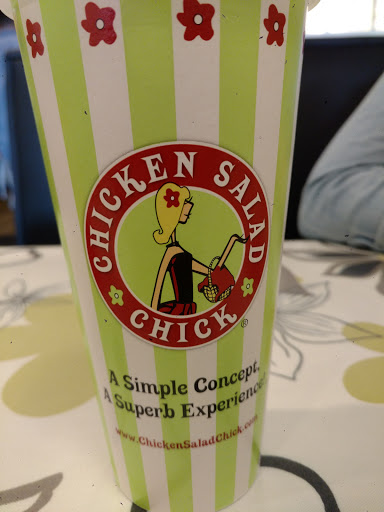 CHICKEN SALAD
CHICK®
A Simple Concept,
A Superb Experience.
www.ChickenSaladChick.com